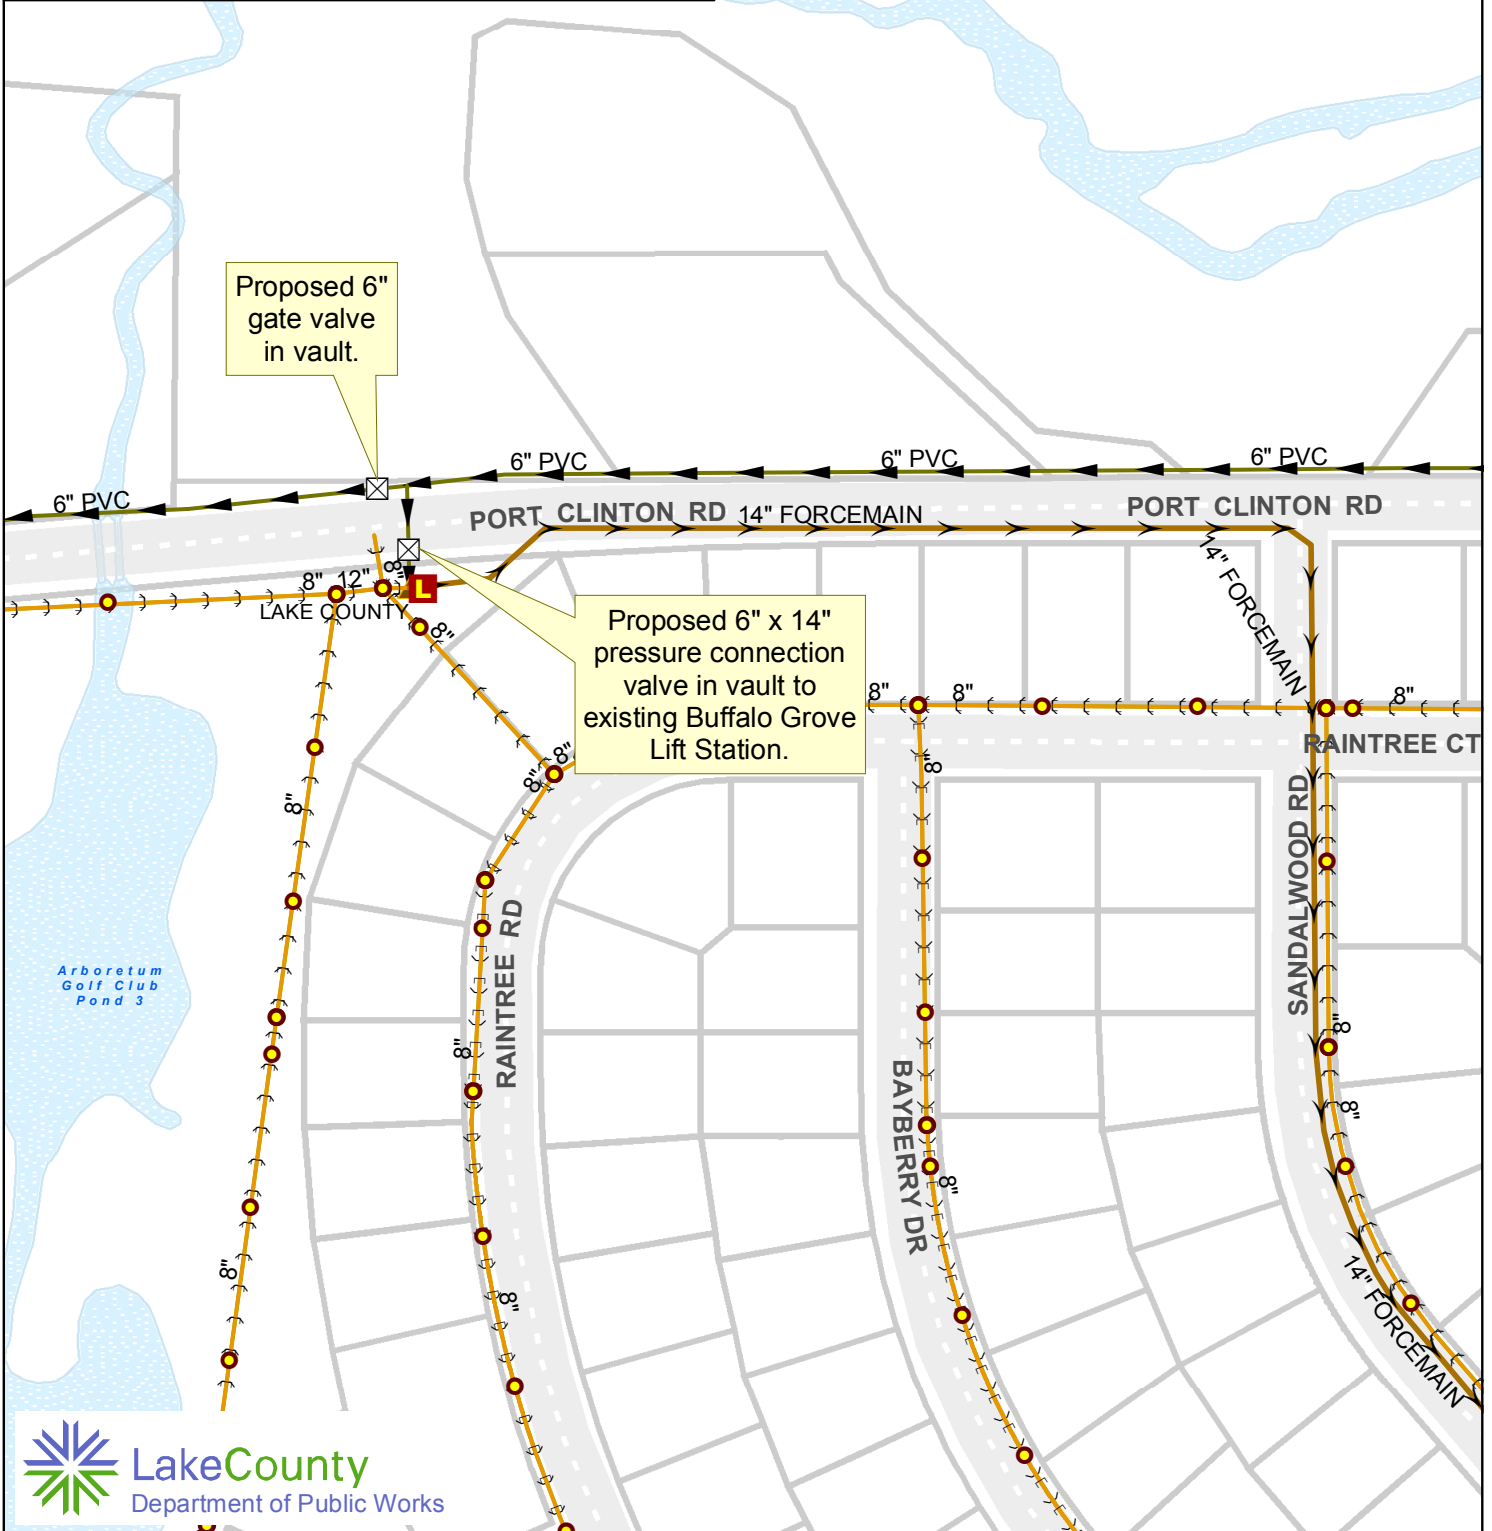 Proposed 6"
gate valve
in vault.
6" PVC
6" PVC
6" PVC
6" PVC
PORT CLINTON RD
14" FORCEMAIN
PORT CLINTON RD
14" FORCEMAIN
8"
12"
8"
L
LAKE COUNTY
8"
Proposed 6" x 14"
pressure connection
valve in vault to
existing Buffalo Grove
Lift Station.
8"
8"
8"
RAINTREE CT
8"
8"
8"
8"
SANDALWOOD RD
RAINTREE RD
Arboretum
Golf Club
Pond 3
8"
8"
BAYBERRY DR
8"
8"
8"
8"
14" FORCEMAIN
LakeCounty
Department of Public Works